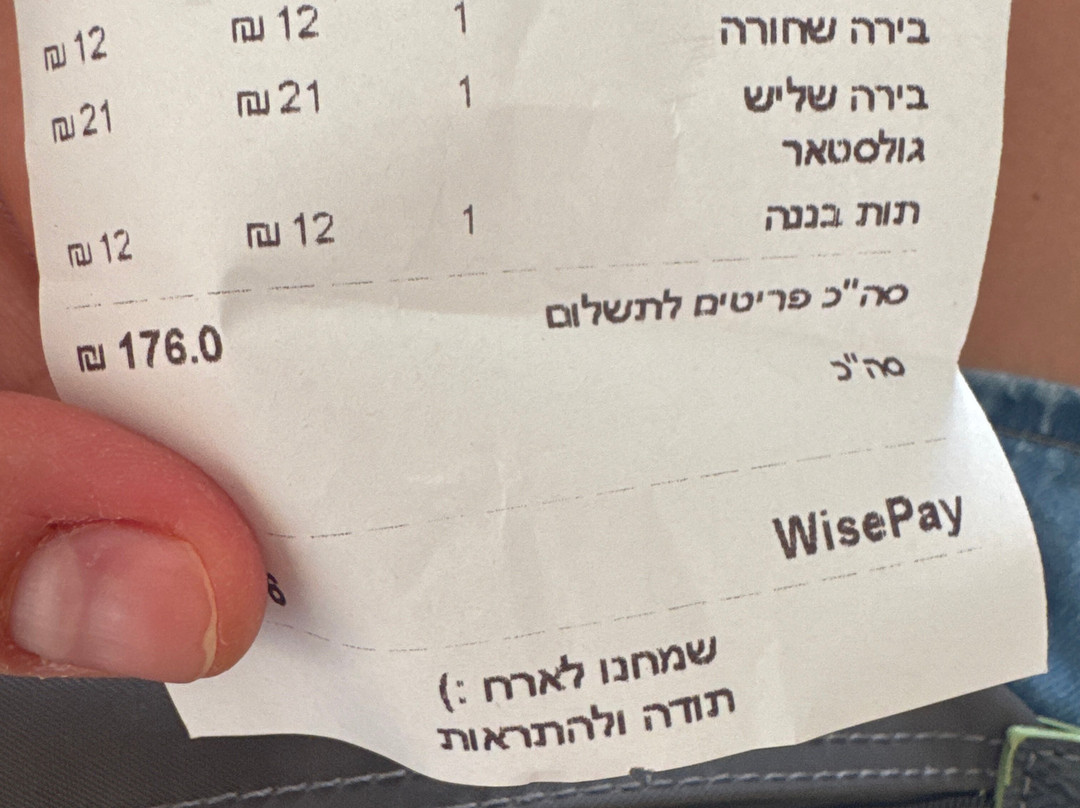 בירה שחורה 1 12 ₪ 12 ₪
בירה שליש 1 21 ₪ 21 ₪
גולסטאר
תות בננה 1 12 ₪ 12 ₪
סה"כ פריטים לתשלום
176.0 ₪
סה"כ
WisePay
6
שמחנו לארח :)
תודה ולהתראות